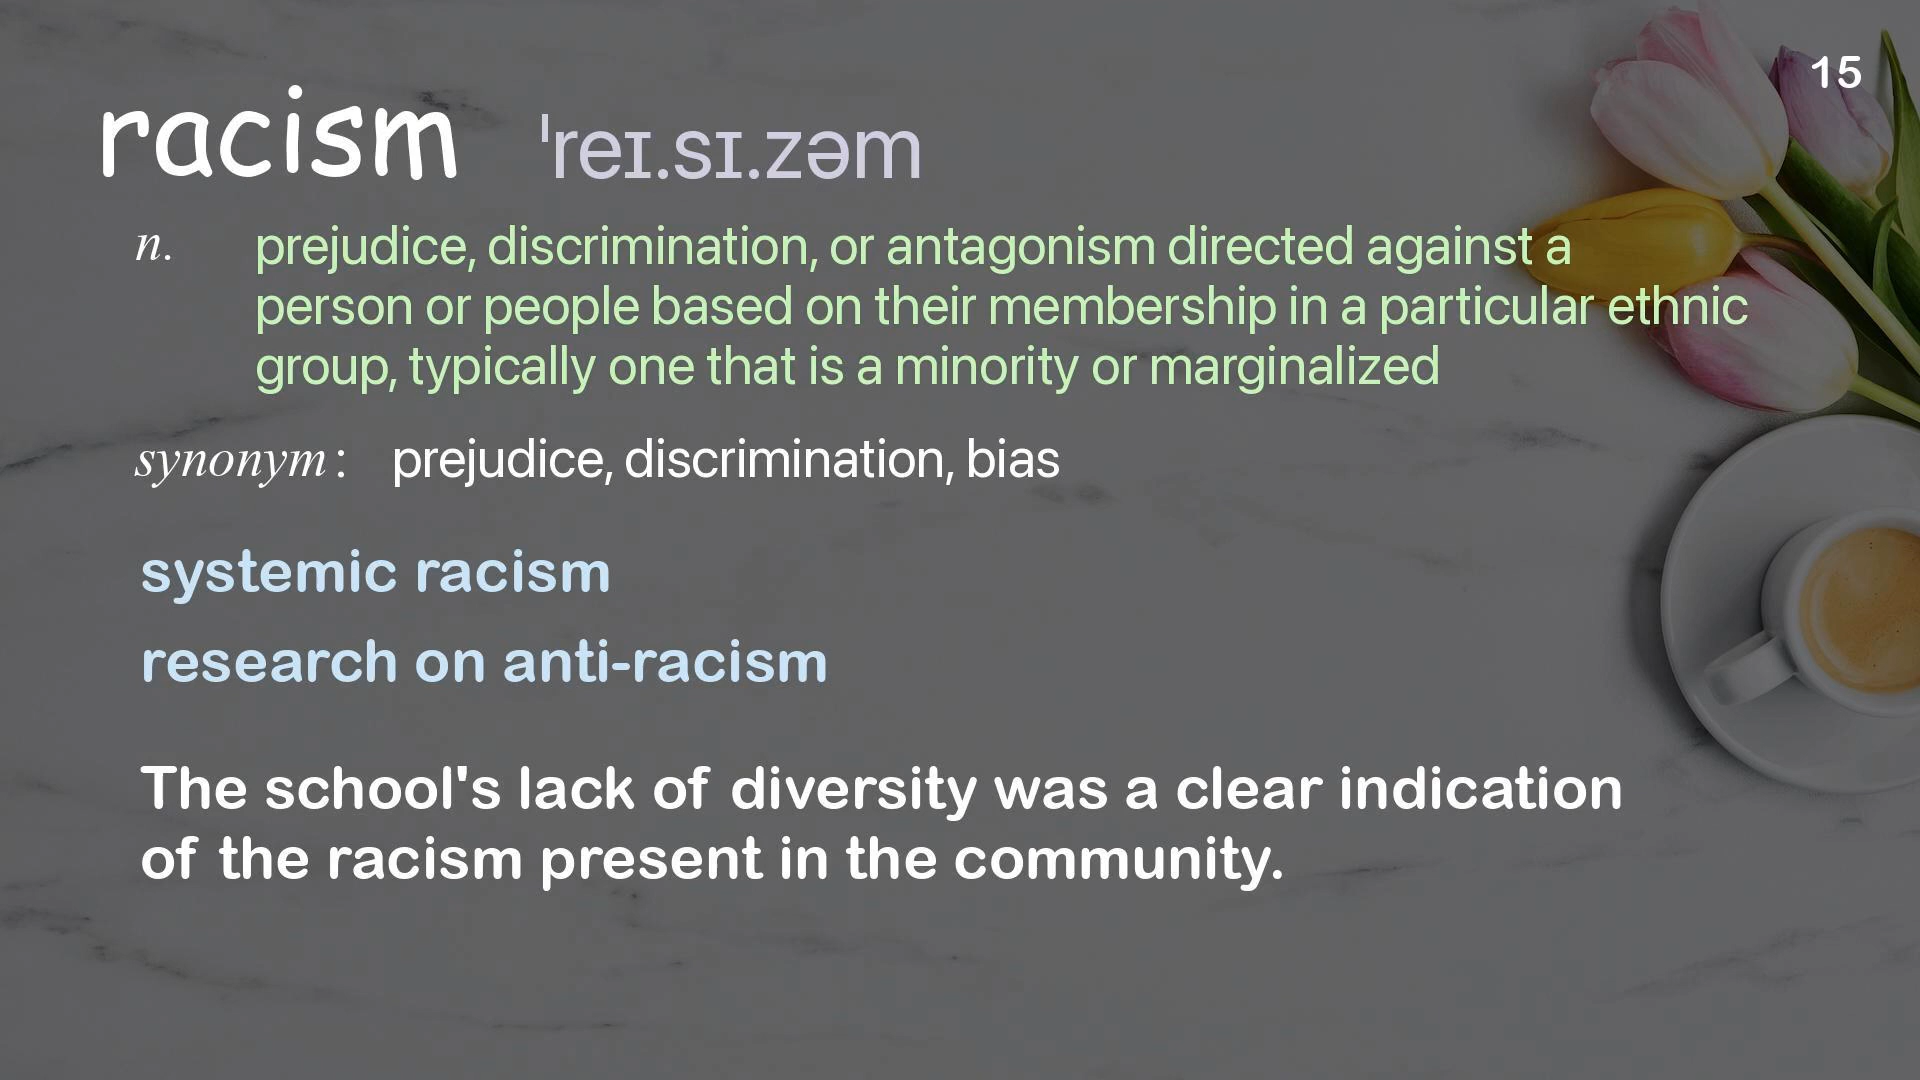 15
racism ˈreɪ.sɪ.zəm
n. prejudice, discrimination, or antagonism directed against a
person or people based on their membership in a particular ethnic
group, typically one that is a minority or marginalized
synonym: prejudice, discrimination, bias
systemic racism
research on anti-racism
The school's lack of diversity was a clear indication
of the racism present in the community.